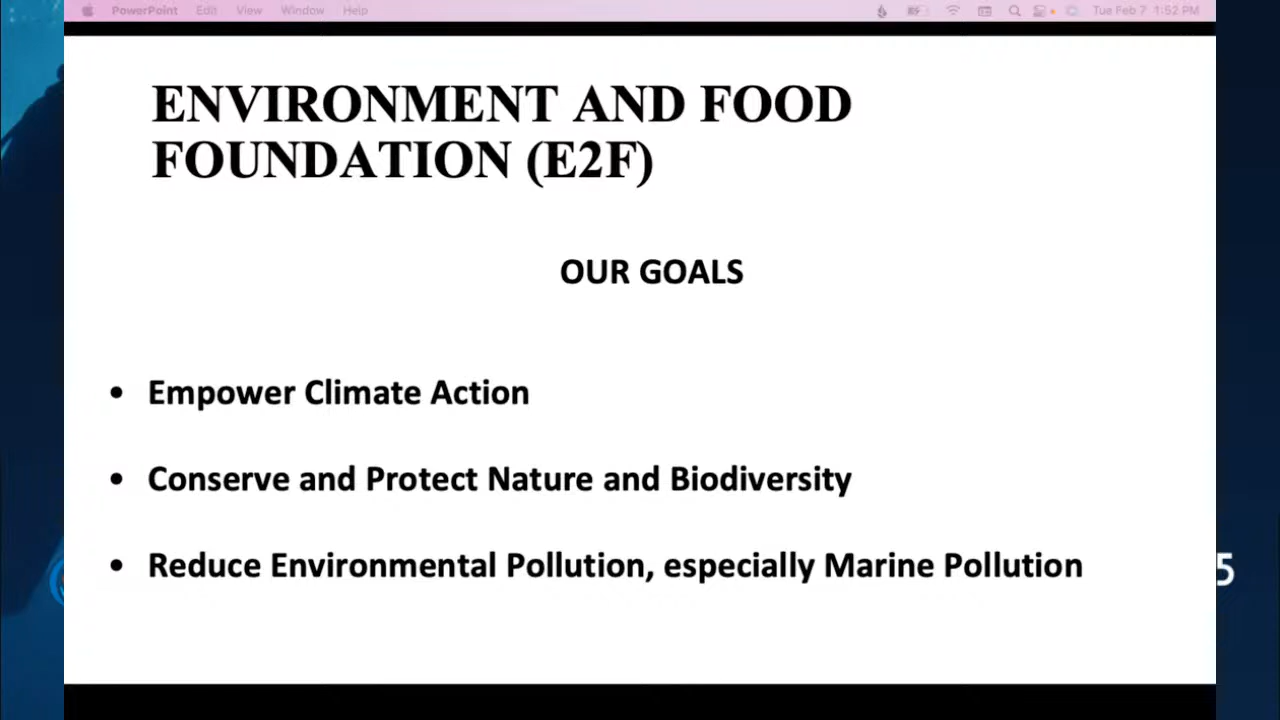 PowerPoint Edit View Window Help Tue Feb 7 1:52 PM
ENVIRONMENT AND FOOD
FOUNDATION (E2F)
OUR GOALS
• Empower Climate Action
• Conserve and Protect Nature and Biodiversity
• Reduce Environmental Pollution, especially Marine Pollution
5